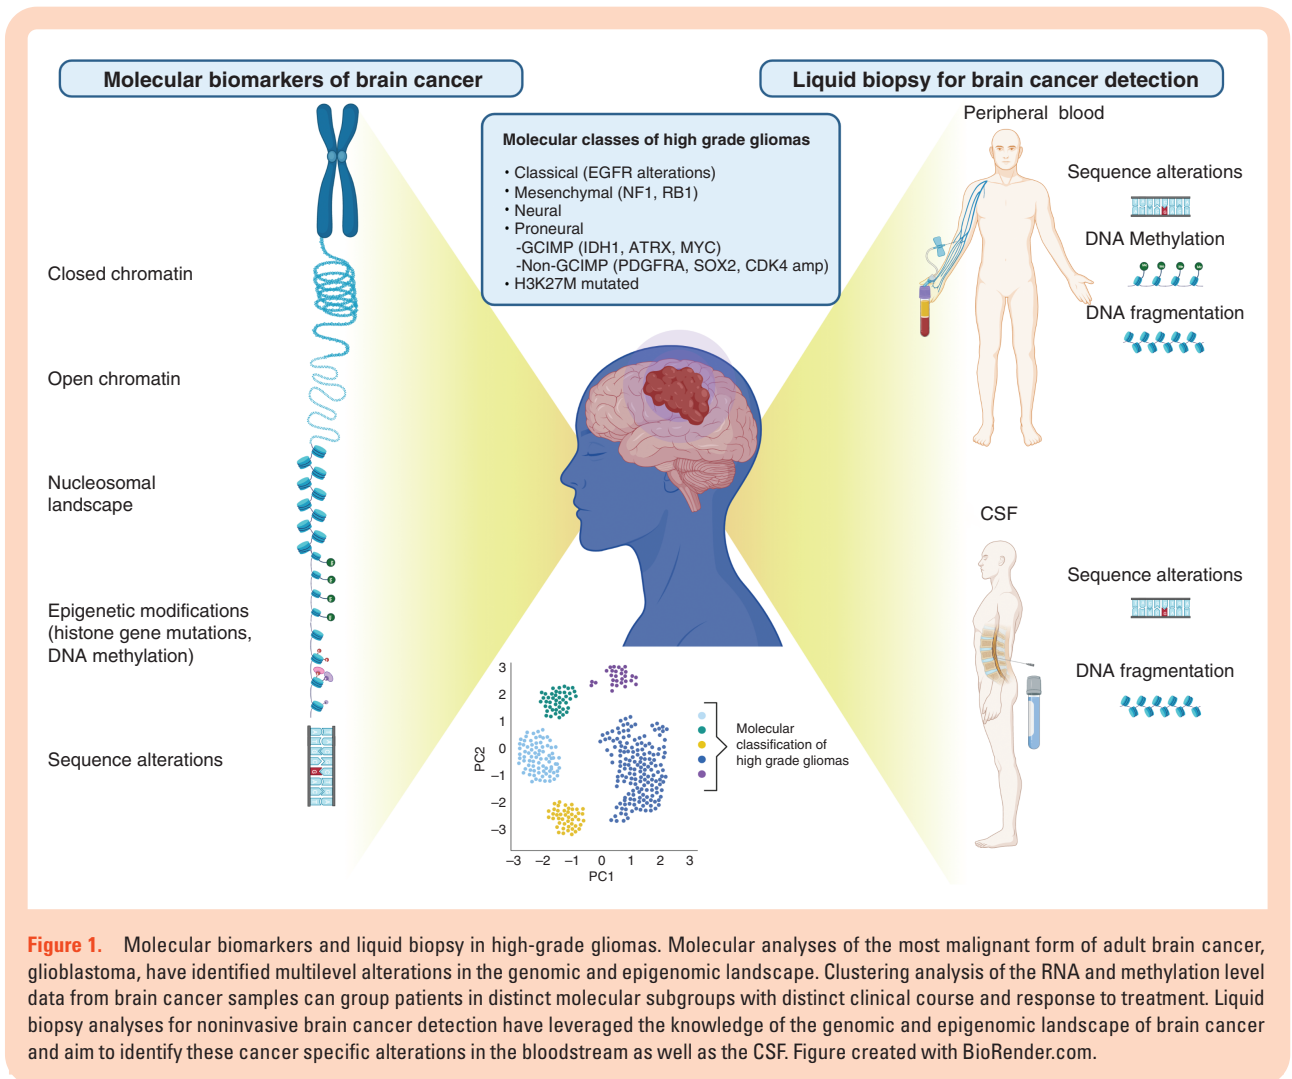 Molecular biomarkers of brain cancer
Liquid biopsy for brain cancer detection
Closed chromatin
Open chromatin
Nucleosomal
landscape
Epigenetic modifications
(histone gene mutations,
DNA methylation)
Sequence alterations
Molecular classes of high grade gliomas
• Classical (EGFR alterations)
• Mesenchymal (NF1, RB1)
• Neural
• Proneural
-GCIMP (IDH1, ATRX, MYC)
-Non-GCIMP (PDGFRA, SOX2, CDK4 amp)
• H3K27M mutated
3
2
1
0
−1
−2
−3
PC2
−3 −2 −1 0 1 2 3
PC1
Molecular
classification of
high grade gliomas
Peripheral blood
Sequence alterations
DNA Methylation
DNA fragmentation
CSF
Sequence alterations
DNA fragmentation
Figure 1. Molecular biomarkers and liquid biopsy in high-grade gliomas. Molecular analyses of the most malignant form of adult brain cancer,
glioblastoma, have identified multilevel alterations in the genomic and epigenomic landscape. Clustering analysis of the RNA and methylation level
data from brain cancer samples can group patients in distinct molecular subgroups with distinct clinical course and response to treatment. Liquid
biopsy analyses for noninvasive brain cancer detection have leveraged the knowledge of the genomic and epigenomic landscape of brain cancer
and aim to identify these cancer specific alterations in the bloodstream as well as the CSF. Figure created with BioRender.com.